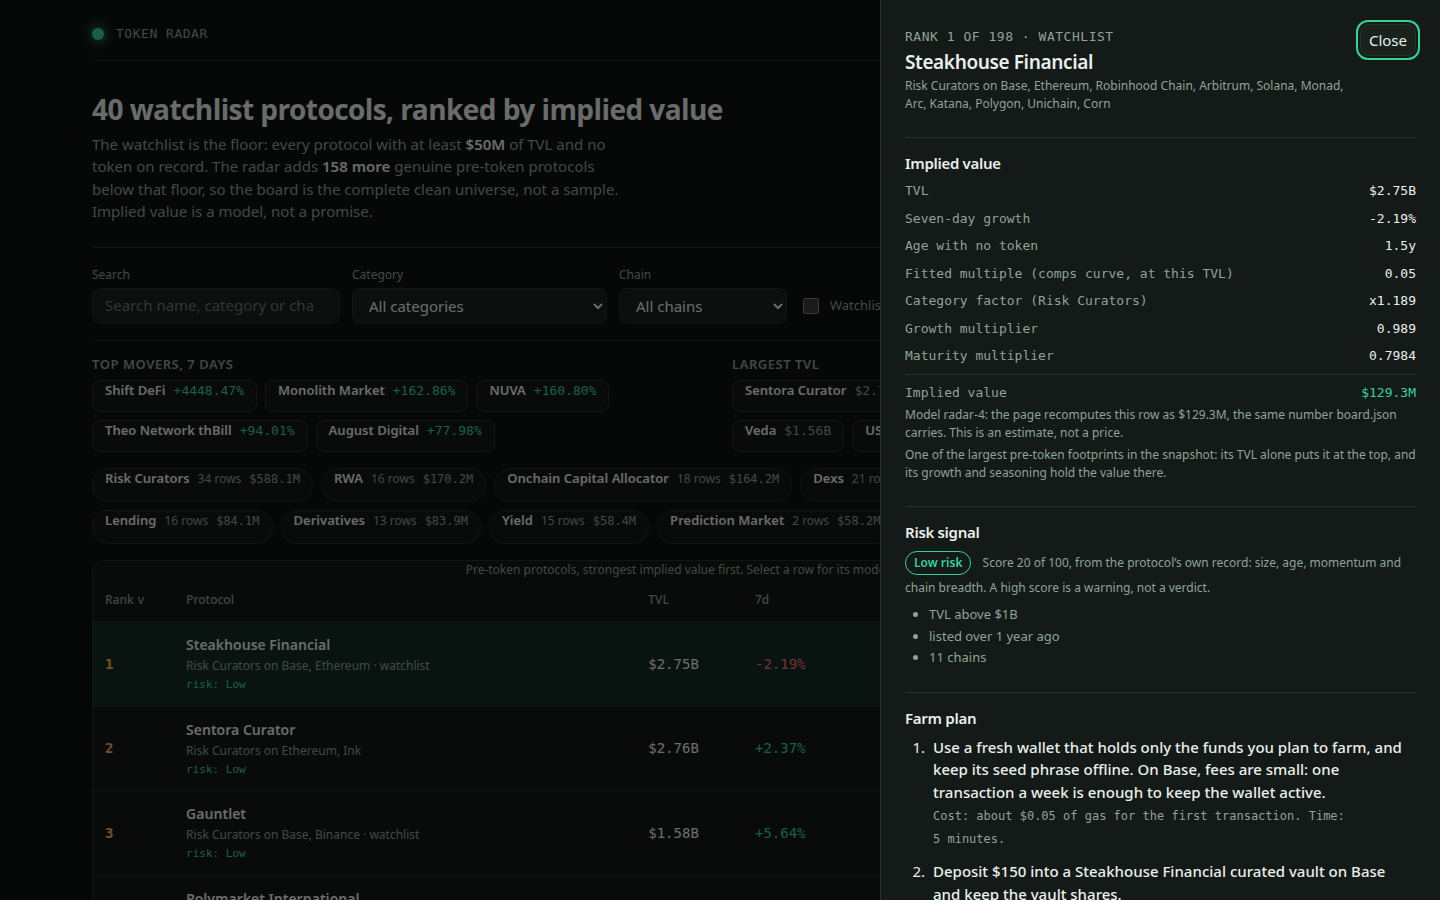 TOKEN RADAR
40 watchlist protocols, ranked by implied value
The watchlist is the floor: every protocol with at least $50M of TVL and no
token on record. The radar adds 158 more genuine pre-token protocols
below that floor, so the board is the complete clean universe, not a sample.
Implied value is a model, not a promise.
Search
Category
Chain
Search name, category or cha
All categories
All chains
Watchlis
TOP MOVERS, 7 DAYS
Shift DeFi +4448.47%
Monolith Market +162.86%
NUVA +160.80%
Theo Network thBill +94.01%
August Digital +77.98%
LARGEST TVL
Sentora Curator $2.7
Veda $1.56B
US
Risk Curators 34 rows $588.1M
RWA 16 rows $170.2M
Onchain Capital Allocator 18 rows $164.2M
Dexs 21 ro
Lending 16 rows $84.1M
Derivatives 13 rows $83.9M
Yield 15 rows $58.4M
Prediction Market 2 rows $58.2M
Pre-token protocols, strongest implied value first. Select a row for its mod
Rank v
Protocol
TVL
7d
1
Steakhouse Financial
Risk Curators on Base, Ethereum · watchlist
risk: Low
$2.75B
-2.19%
2
Sentora Curator
Risk Curators on Ethereum, Ink
risk: Low
$2.76B
+2.37%
3
Gauntlet
Risk Curators on Base, Binance · watchlist
risk: Low
$1.58B
+5.64%
Polymarket International
RANK 1 OF 198 · WATCHLIST
Steakhouse Financial
Risk Curators on Base, Ethereum, Robinhood Chain, Arbitrum, Solana, Monad,
Arc, Katana, Polygon, Unichain, Corn
Close
Implied value
TVL $2.75B
Seven-day growth -2.19%
Age with no token 1.5y
Fitted multiple (comps curve, at this TVL) 0.05
Category factor (Risk Curators) x1.189
Growth multiplier 0.989
Maturity multiplier 0.7984
Implied value $129.3M
Model radar-4: the page recomputes this row as $129.3M, the same number board.json
carries. This is an estimate, not a price.
One of the largest pre-token footprints in the snapshot: its TVL alone puts it at the top, and
its growth and seasoning hold the value there.
Risk signal
Low risk Score 20 of 100, from the protocol's own record: size, age, momentum and
chain breadth. A high score is a warning, not a verdict.
TVL above $1B
listed over 1 year ago
11 chains
Farm plan
1. Use a fresh wallet that holds only the funds you plan to farm, and
keep its seed phrase offline. On Base, fees are small: one
transaction a week is enough to keep the wallet active.
Cost: about $0.05 of gas for the first transaction. Time:
5 minutes.
2. Deposit $150 into a Steakhouse Financial curated vault on Base
and keep the vault shares.